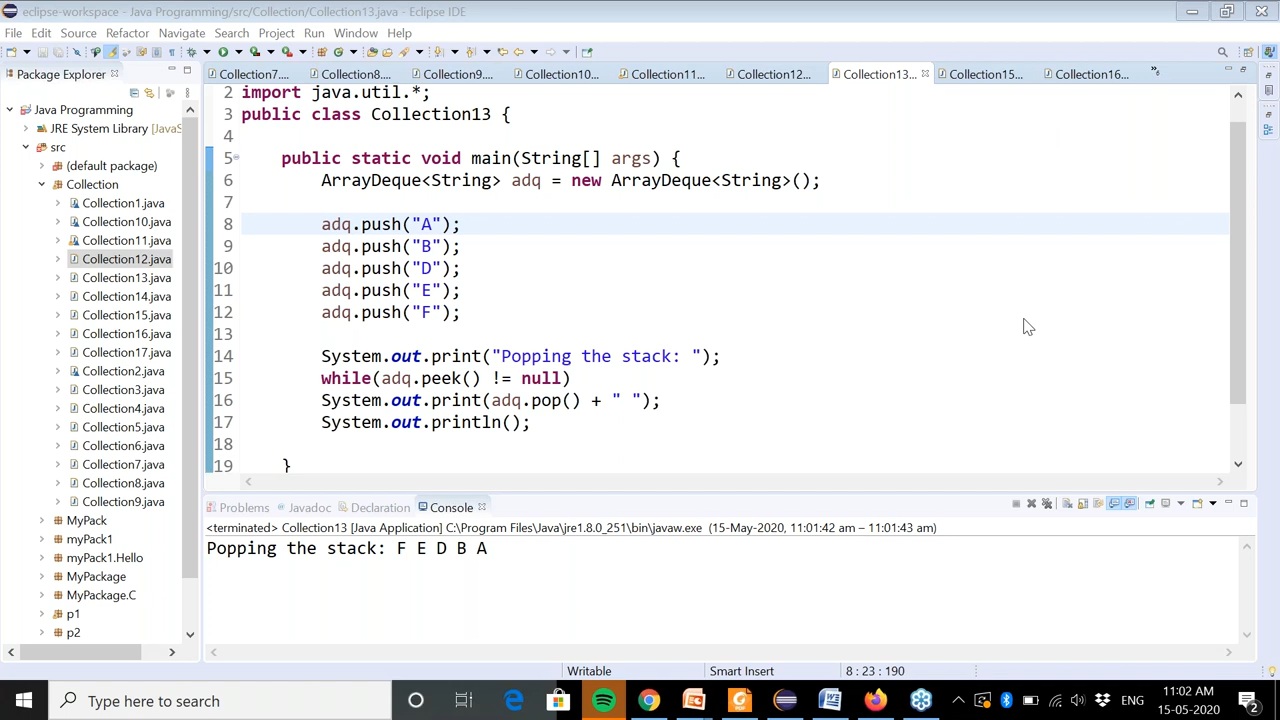 eclipse-workspace - Java Programming/src/Collection/Collection13.java - Eclipse IDE
File Edit Source Refactor Navigate Search Project Run Window Help
Package Explorer
Collection7.... Collection8.... Collection9.... Collection10... Collection11... Collection12... Collection13... Collection15... Collection16...
Java Programming
JRE System Library [JavaS
src
(default package)
Collection
Collection1.java
Collection10.java
Collection11.java
Collection12.java
Collection13.java
Collection14.java
Collection15.java
Collection16.java
Collection17.java
Collection2.java
Collection3.java
Collection4.java
Collection5.java
Collection6.java
Collection7.java
Collection8.java
Collection9.java
MyPack
myPack1
myPack1.Hello
MyPackage
MyPackage.C
p1
p2
2 import java.util.*;
3 public class Collection13 {
4
5 public static void main(String[] args) {
6 ArrayDeque<String> adq = new ArrayDeque<String>();
7
8 adq.push("A");
9 adq.push("B");
10 adq.push("D");
11 adq.push("E");
12 adq.push("F");
13
14 System.out.print("Popping the stack: ");
15 while(adq.peek() != null)
16 System.out.print(adq.pop() + " ");
17 System.out.println();
18
19 }
Problems Javadoc Declaration Console
<terminated> Collection13 [Java Application] C:\Program Files\Java\jre1.8.0_251\bin\javaw.exe (15-May-2020, 11:01:42 am – 11:01:43 am)
Popping the stack: F E D B A
Writable Smart Insert 8 : 23 : 190
Type here to search
ENG
11:02 AM
15-05-2020
2